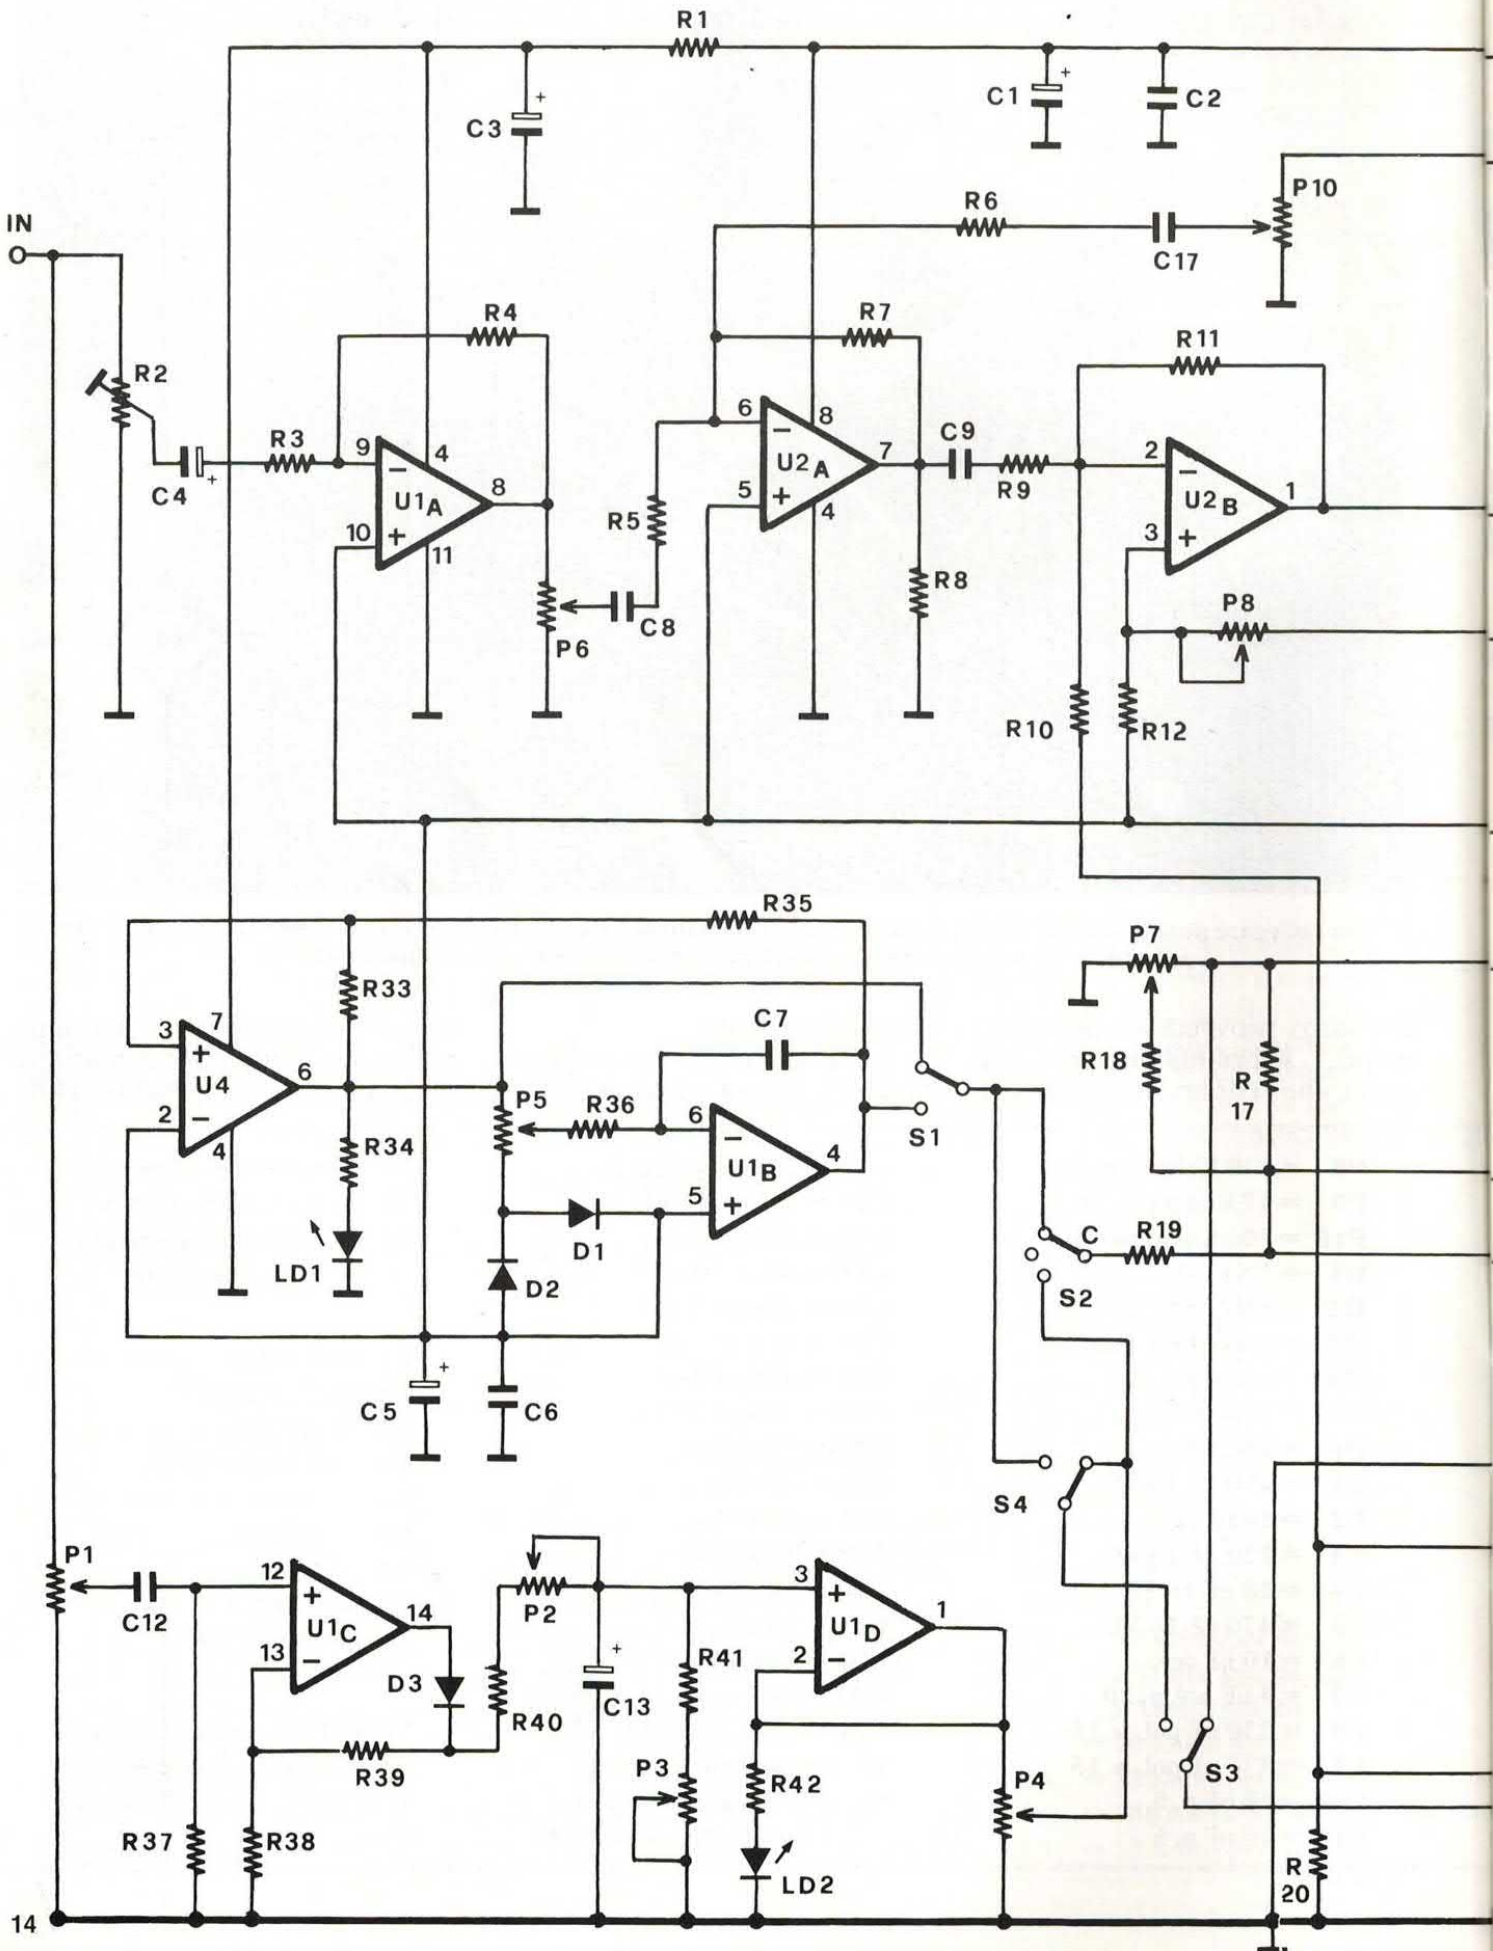 R1
+
C3
C1
+
C2
IN
R6
C17
P10
R2
R4
R7
R11
C4
+
R3
9
4
8
10
11
−
+
U1A
R5
P6
C8
6
8
7
5
4
−
+
U2A
C9
R9
R8
2
1
3
−
+
U2B
P8
R10
R12
R35
R33
3
7
6
2
4
+
−
U4
R34
LD1
P5
R36
C7
6
4
5
−
+
U1B
D1
D2
S1
P7
R18
R
17
C
R19
S2
C5
+
C6
S4
P1
C12
12
14
13
+
−
U1C
D3
R37
R38
R39
R40
P2
+
C13
R41
P3
3
1
2
+
−
U1D
R42
LD2
P4
S3
R
20
14